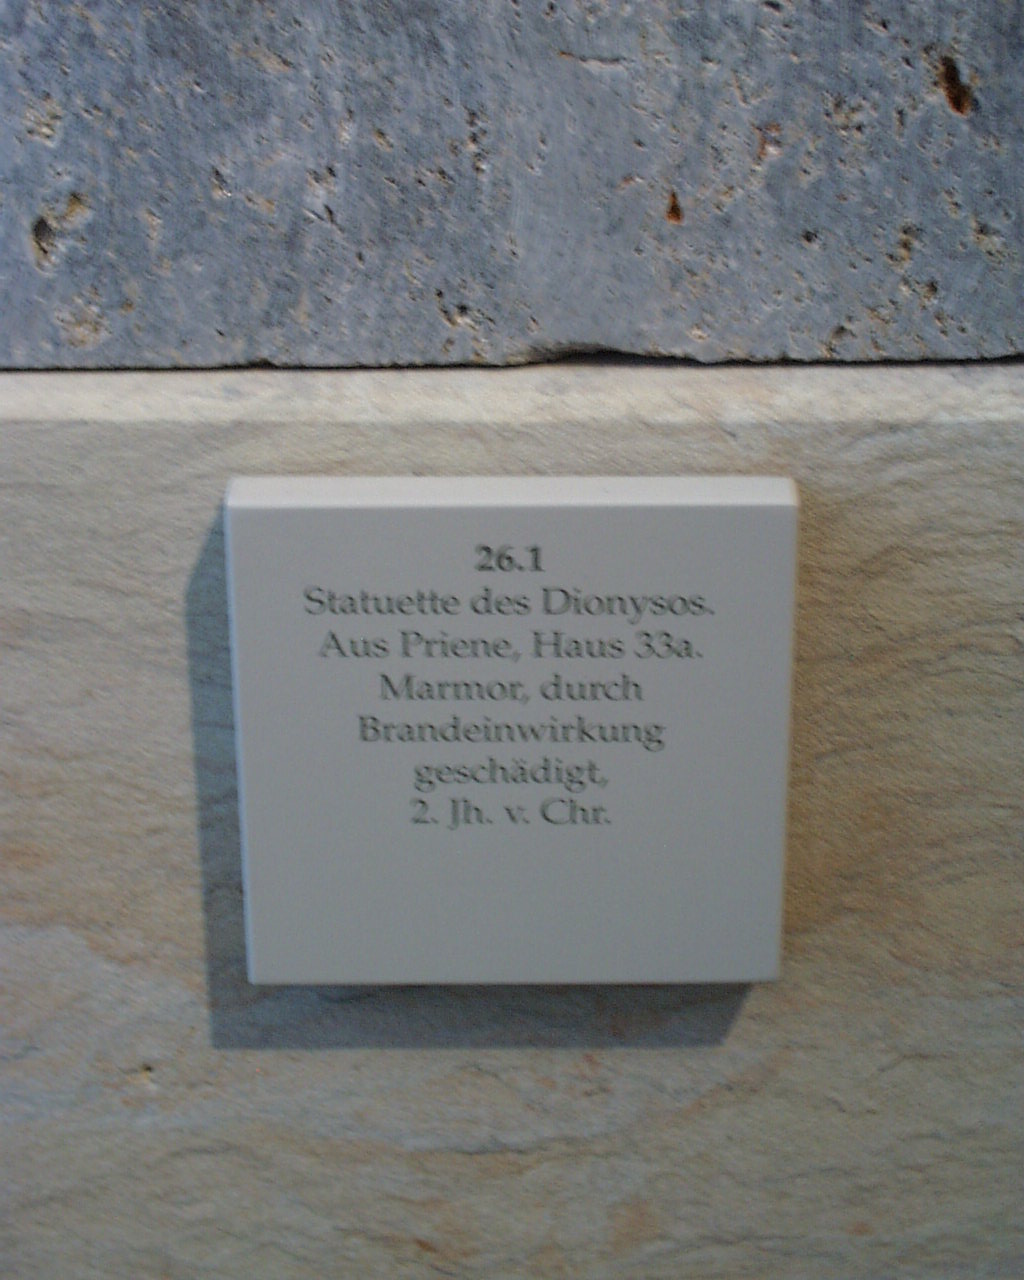 26.1
Statuette des Dionysos.
Aus Priene, Haus 33a.
Marmor, durch
Brandeinwirkung
geschädigt,
2. Jh. v. Chr.